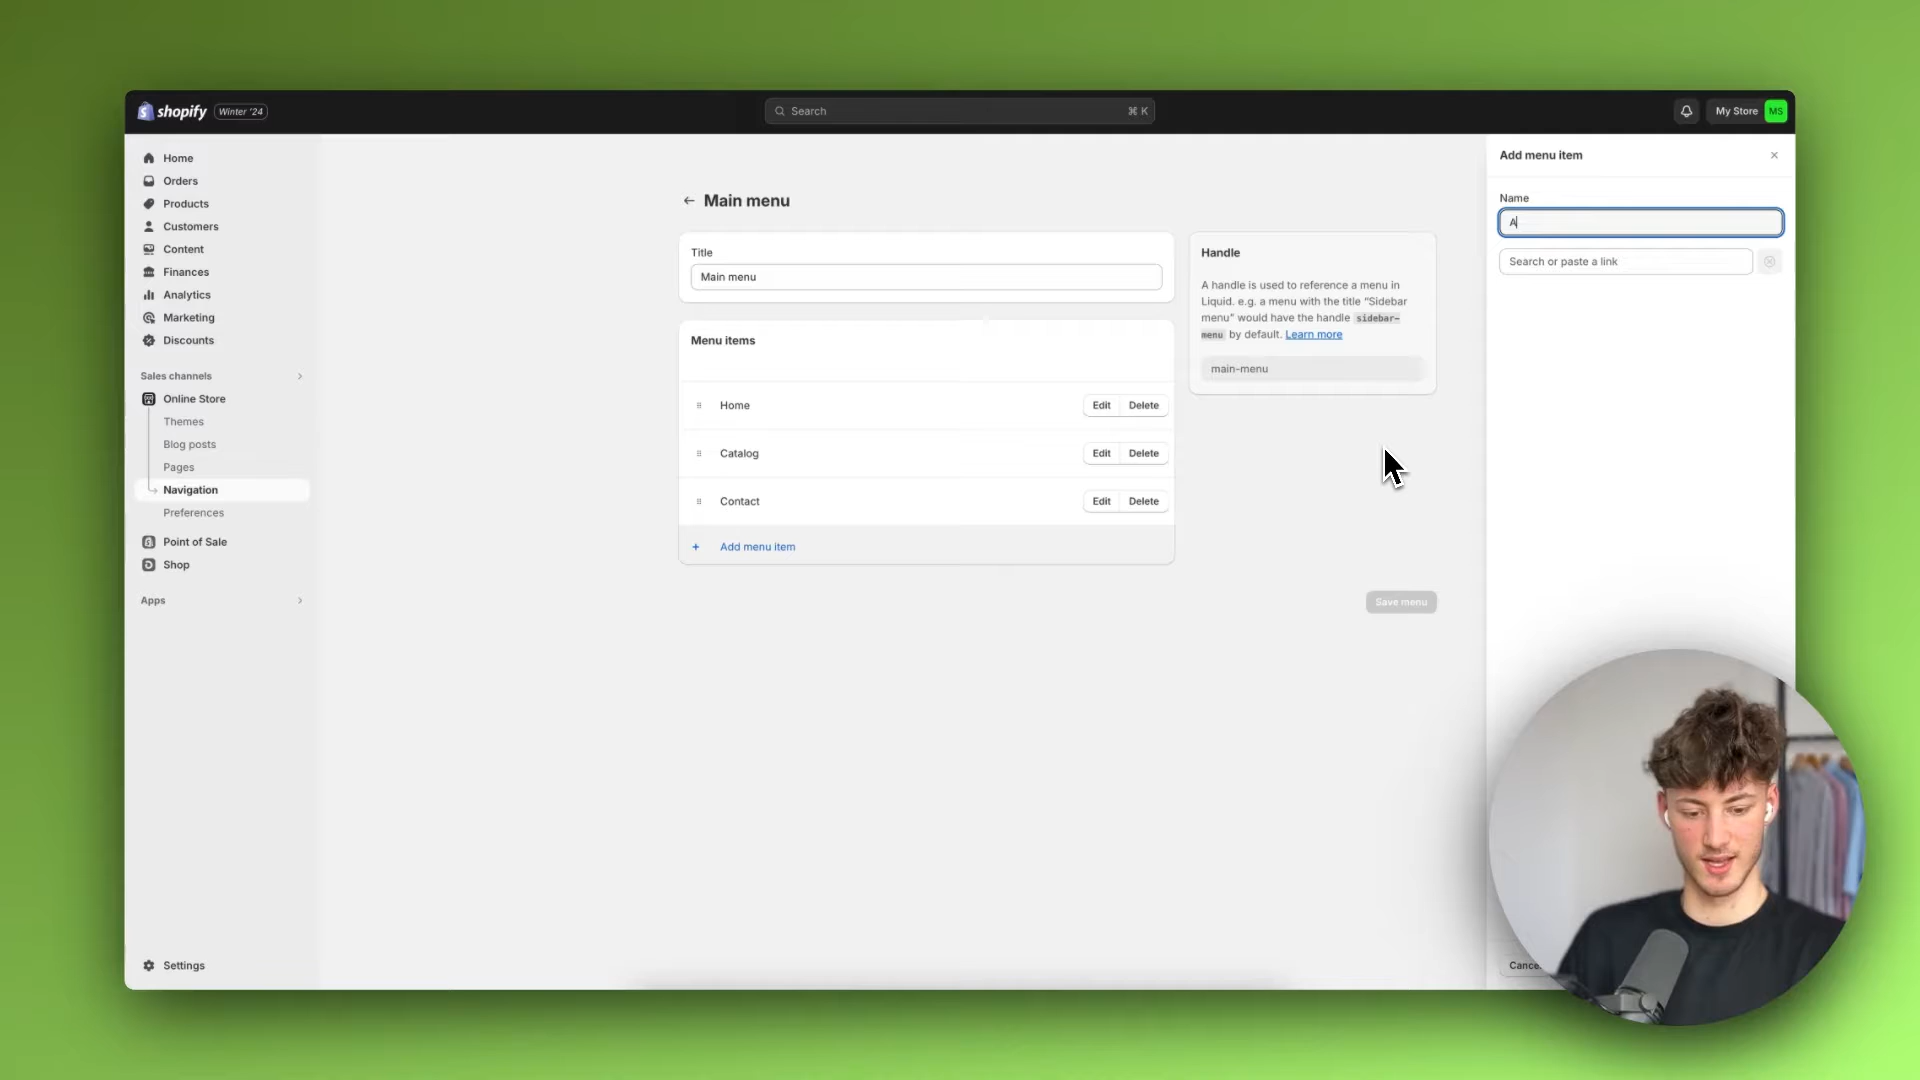 shopify Winter '24
Search ⌘ K
My Store MS
Home
Orders
Products
Customers
Content
Finances
Analytics
Marketing
Discounts
Sales channels
Online Store
Themes
Blog posts
Pages
Navigation
Preferences
Point of Sale
Shop
Apps
Settings
Main menu
Title
Main menu
Menu items
Home Edit Delete
Catalog Edit Delete
Contact Edit Delete
+ Add menu item
Handle
A handle is used to reference a menu in
Liquid. e.g. a menu with the title "Sidebar
menu" would have the handle sidebar-
menu by default. Learn more
main-menu
Save menu
Add menu item
Name
A
Search or paste a link